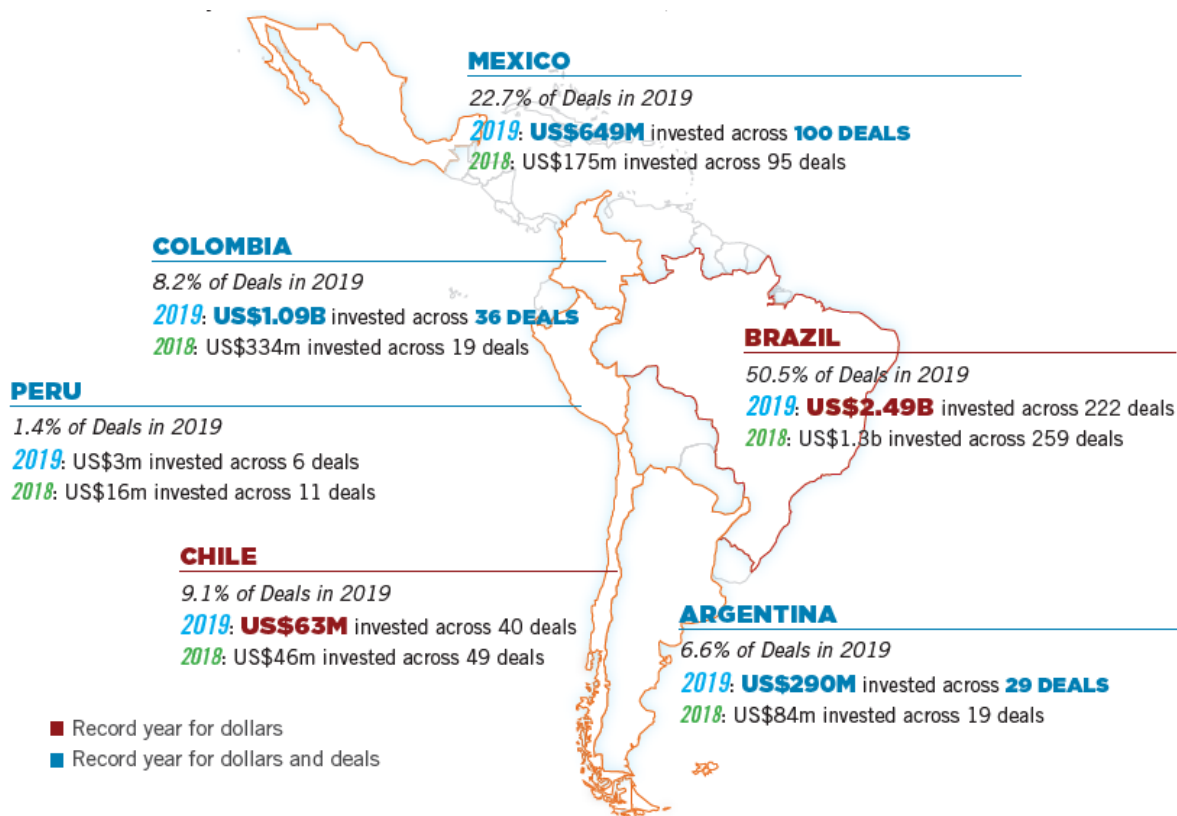 MEXICO
22.7% of Deals in 2019
2019: US$649M invested across 100 DEALS
2018: US$175m invested across 95 deals
COLOMBIA
8.2% of Deals in 2019
2019: US$1.09B invested across 36 DEALS
2018: US$334m invested across 19 deals
BRAZIL
50.5% of Deals in 2019
2019: US$2.49B invested across 222 deals
2018: US$1.3b invested across 259 deals
PERU
1.4% of Deals in 2019
2019: US$3m invested across 6 deals
2018: US$16m invested across 11 deals
CHILE
9.1% of Deals in 2019
2019: US$63M invested across 40 deals
2018: US$46m invested across 49 deals
ARGENTINA
6.6% of Deals in 2019
2019: US$290M invested across 29 DEALS
2018: US$84m invested across 19 deals
Record year for dollars
Record year for dollars and deals